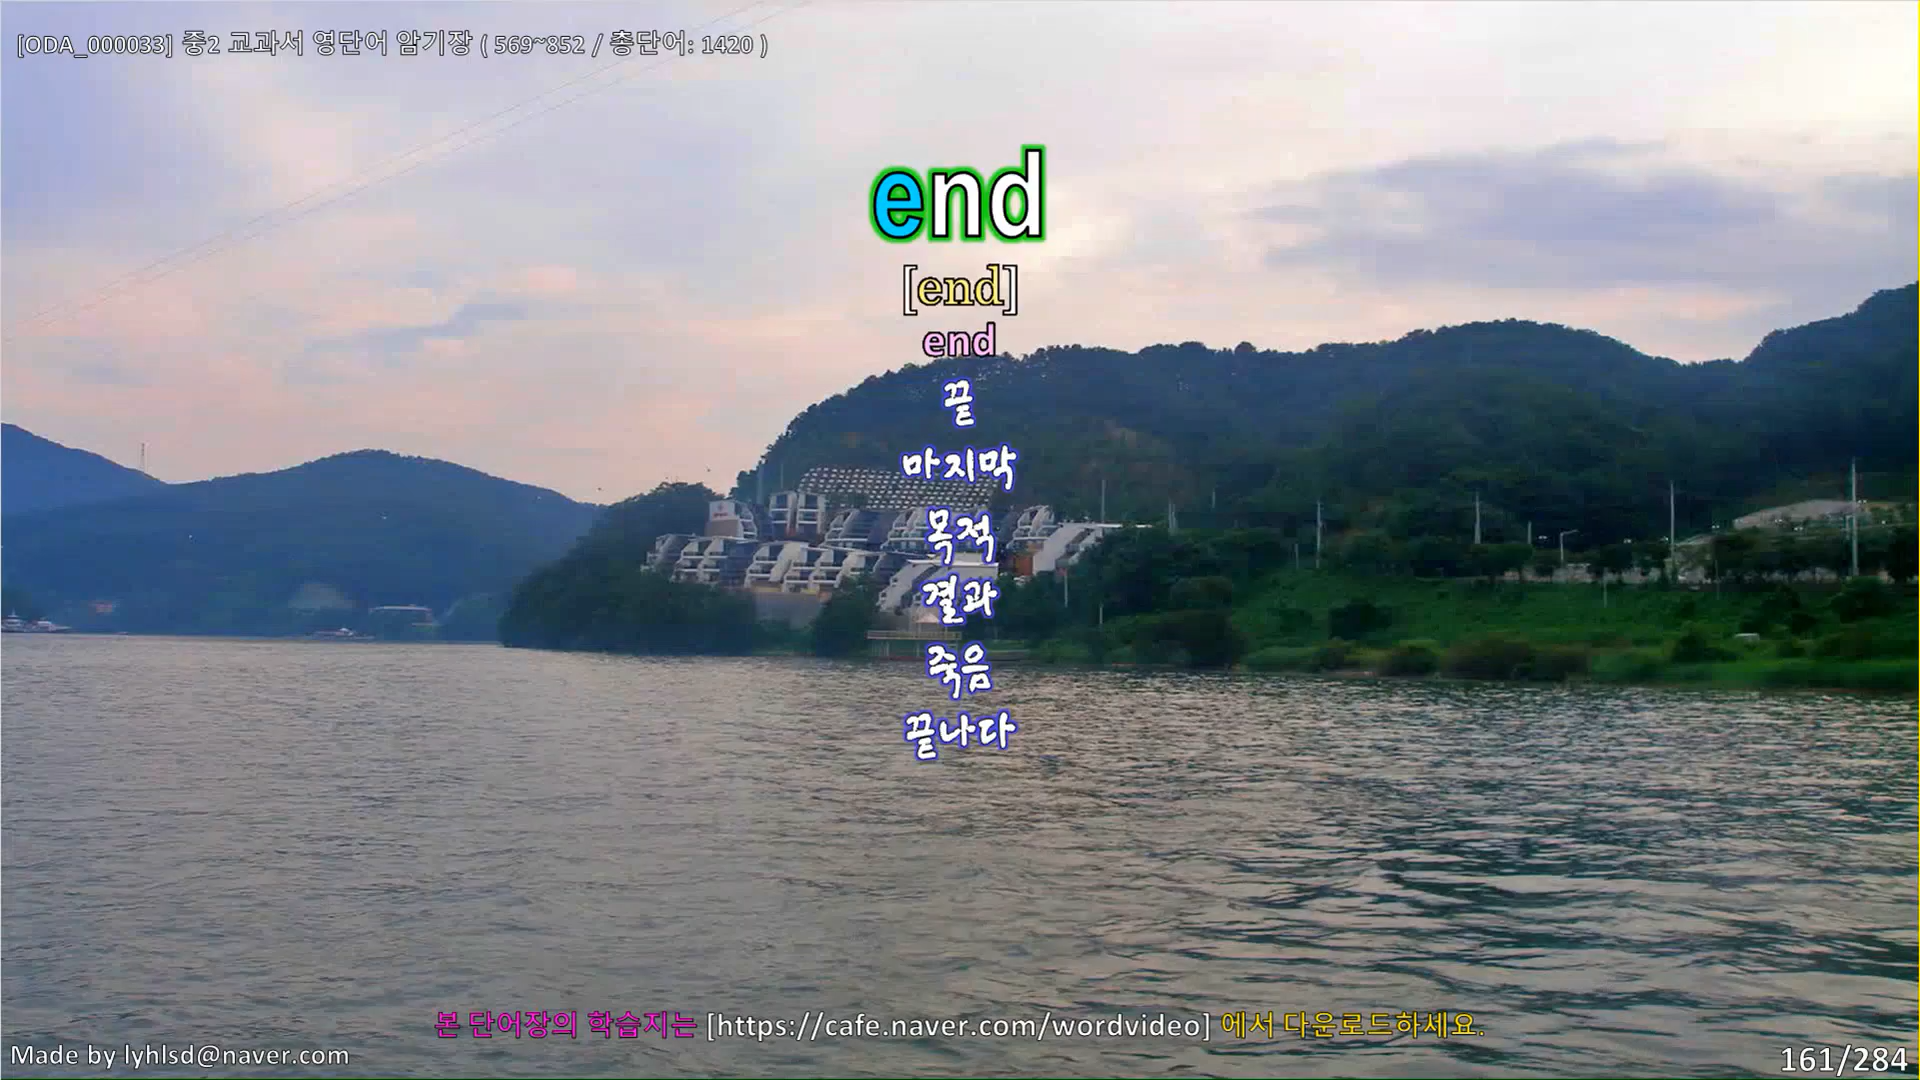 [ODA_000033] 중2 교과서 영단어 암기장 ( 569~852 / 총단어: 1420 )
end
[end]
end
끝
마지막
목적
결과
죽음
끝나다
본 단어장의 학습지는 [https://cafe.naver.com/wordvideo] 에서 다운로드하세요.
Made by lyhlsd@naver.com
161/284